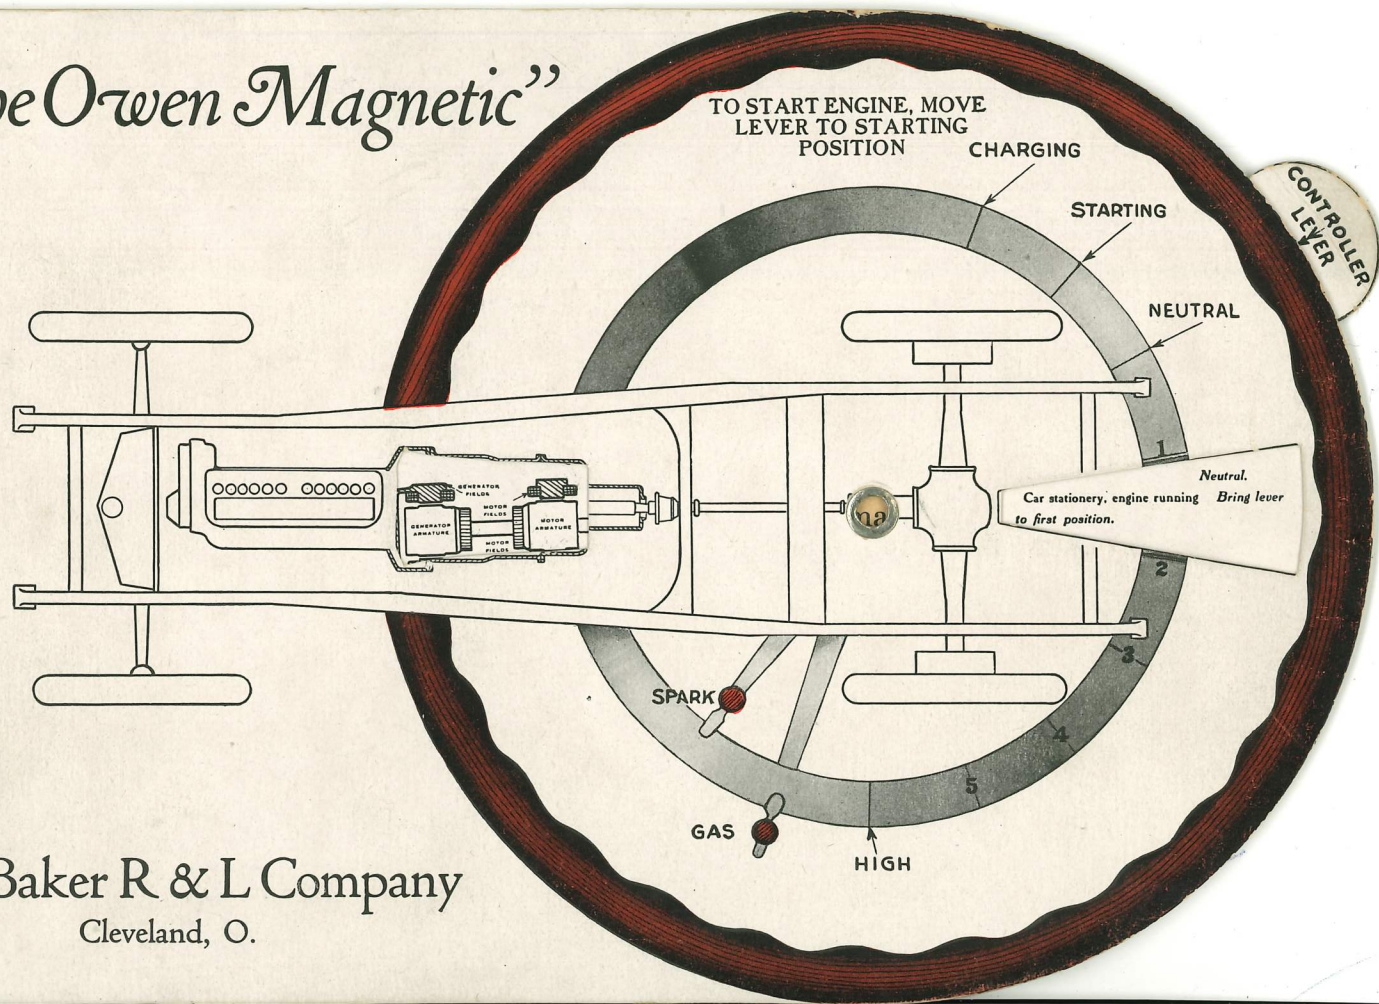 pe Owen Magnetic”
TO START ENGINE, MOVE
LEVER TO STARTING
POSITION
CHARGING
STARTING
NEUTRAL
CONTROLLER
LEVER
1
Neutral.
Car stationery, engine running Bring lever
to first position.
2
3
4
5
HIGH
GENERATOR
FIELDS
MOTOR
FIELDS
GENERATOR
ARMATURE
MOTOR
ARMATURE
MOTOR
FIELDS
na
SPARK
GAS
Baker R & L Company
Cleveland, O.